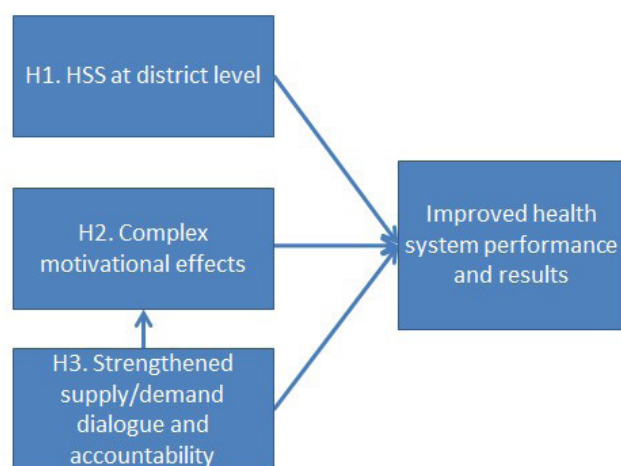 H1. HSS at district level
H2. Complex
motivational effects
H3. Strengthened
supply/demand
dialogue and
accountability
Improved health
system performance
and results